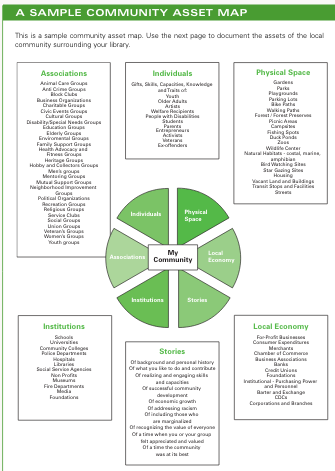 A SAMPLE COMMUNITY ASSET MAP
This is a sample community asset map. Use the next page to document the assets of the local
community surrounding your library.
Associations
Animal Care Groups
Anti Crime Groups
Block Clubs
Business Organizations
Charitable Groups
Civic Events Groups
Cultural Groups
Disability/Special Needs Groups
Education Groups
Elderly Groups
Environmental Groups
Family Support Groups
Health Advocacy and
Fitness Groups
Heritage Groups
Hobby and Collectors Groups
Men's groups
Mentoring Groups
Mutual Support Groups
Neighborhood Improvement
Groups
Political Organizations
Recreation Groups
Religious Groups
Service Clubs
Social Groups
Union Groups
Veteran's Groups
Women's Groups
Youth groups
Individuals
Gifts, Skills, Capacities, Knowledge
and Traits of:
Youth
Older Adults
Artists
Welfare Recipients
People with Disabilities
Students
Parents
Entrepreneurs
Activists
Veterans
Ex-offenders
Physical Space
Gardens
Parks
Playgrounds
Parking Lots
Bike Paths
Walking Paths
Forest / Forest Preserves
Picnic Areas
Campsites
Fishing Spots
Duck Ponds
Zoos
Wildlife Center
Natural Habitats - coastal, marine,
amphibian
Bird Watching Sites
Star Gazing Sites
Housing
Vacant Land and Buildings
Transit Stops and Facilities
Streets
Individuals
Physical
Space
Associations
My
Community
Local
Economy
Institutions
Stories
Institutions
Schools
Universities
Community Colleges
Police Departments
Hospitals
Libraries
Social Service Agencies
Non Profits
Museums
Fire Departments
Media
Foundations
Stories
Of background and personal history
Of what you like to do and contribute
Of existing and engaging skills
and capacities
Of successful community
development
Of economic growth
Of addressing racism
Of including those who
are marginalized
Of recognizing the value of everyone
Of a time when you or your group
felt appreciated and valued
Of a time the community
was at its best
Local Economy
For-Profit Businesses
Consumer Expenditures
Merchants
Chamber of Commerce
Business Associations
Banks
Credit Unions
Foundations
Institutional - Purchasing Power
and Personnel
Barter and Exchange
CDCs
Corporations and Branches